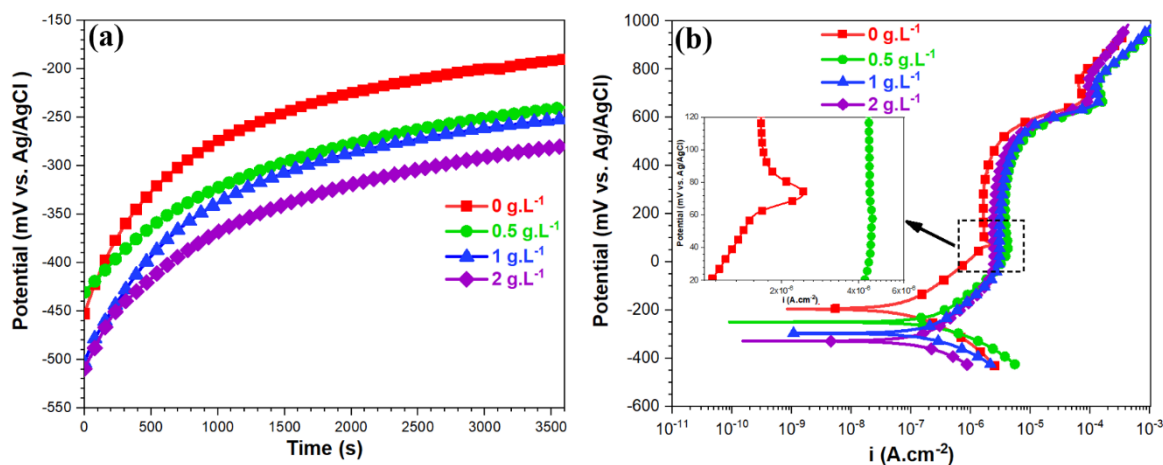 (a)
Potential (mV vs. Ag/AgCl)
-150
-200
-250
-300
-350
-400
-450
-500
-550
0 g.L⁻¹
0.5 g.L⁻¹
1 g.L⁻¹
2 g.L⁻¹
0 500 1000 1500 2000 2500 3000 3500
Time (s)
(b)
Potential (mV vs. Ag/AgCl)
1000
800
600
400
200
0
-200
-400
-600
0 g.L⁻¹
0.5 g.L⁻¹
1 g.L⁻¹
2 g.L⁻¹
Potential (mV vs. Ag/AgCl)
120
100
80
60
40
20
2x10⁻⁶ 4x10⁻⁶ 6x10⁻⁶
i (A.cm⁻²)
10⁻¹¹ 10⁻¹⁰ 10⁻⁹ 10⁻⁸ 10⁻⁷ 10⁻⁶ 10⁻⁵ 10⁻⁴ 10⁻³
i (A.cm⁻²)